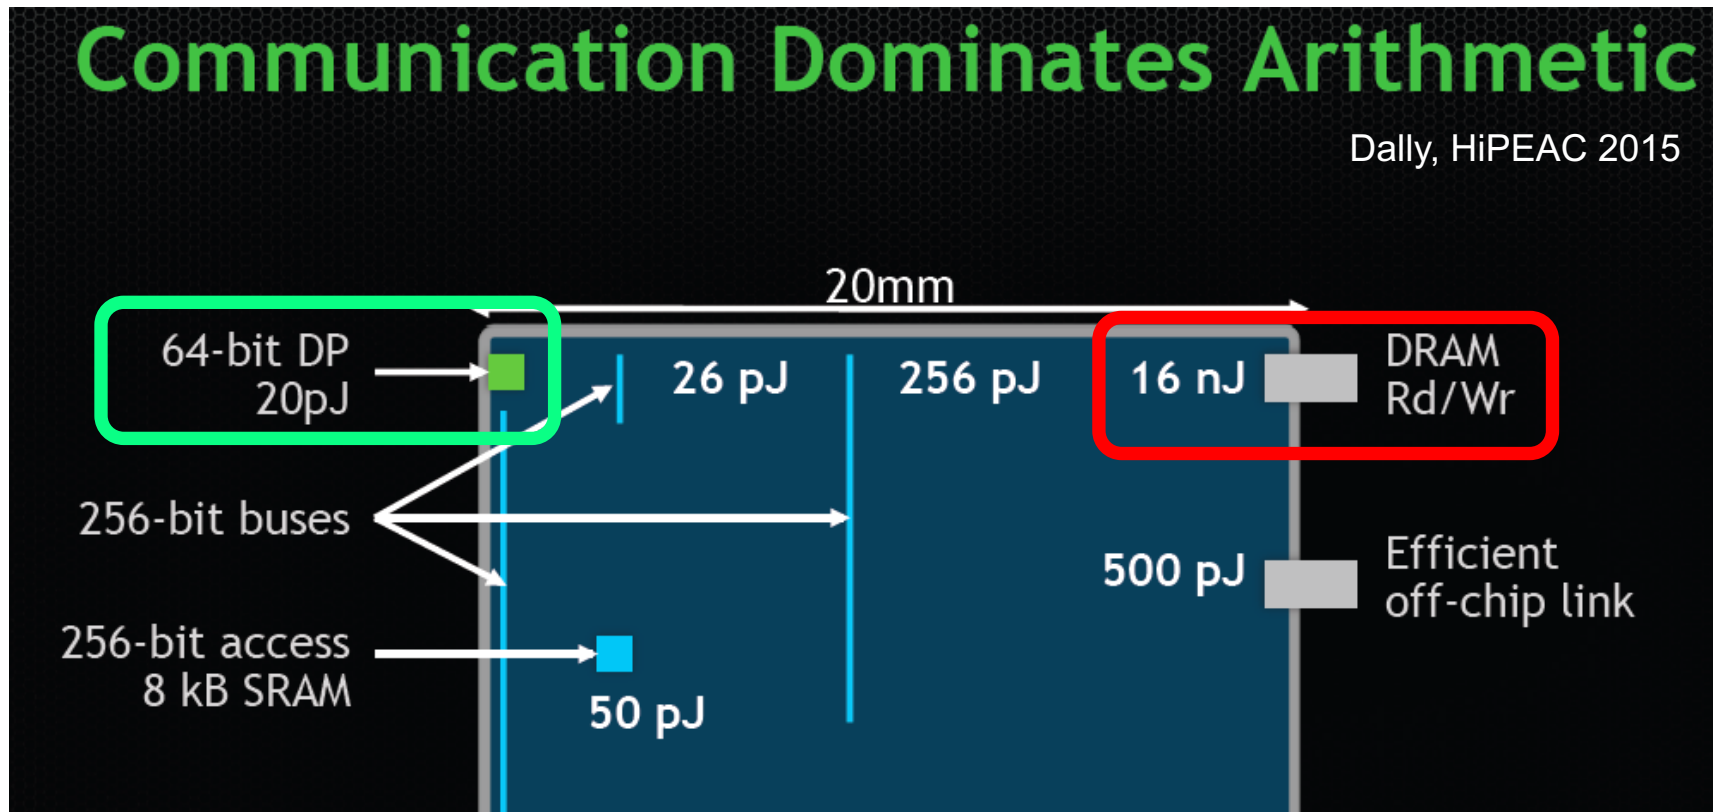 Communication Dominates Arithmetic
Dally, HiPEAC 2015
20mm
64-bit DP
20pJ
26 pJ
256 pJ
16 nJ
DRAM
Rd/Wr
256-bit buses
500 pJ
Efficient
off-chip link
256-bit access
8 kB SRAM
50 pJ